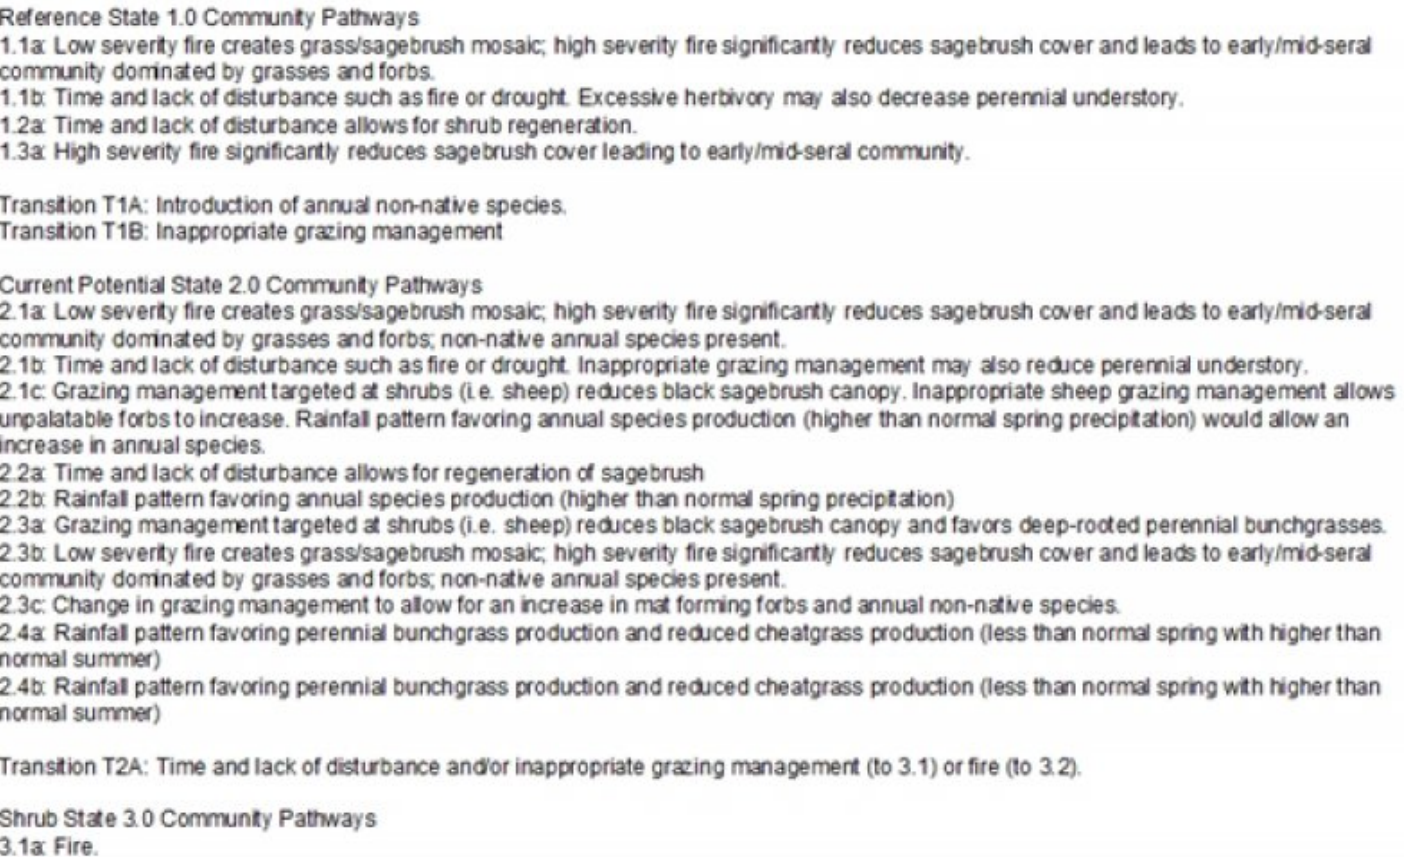 Reference State 1.0 Community Pathways
1.1a: Low severity fire creates grass/sagebrush mosaic; high severity fire significantly reduces sagebrush cover and leads to early/mid-seral
community dominated by grasses and forbs.
1.1b: Time and lack of disturbance such as fire or drought. Excessive herbivory may also decrease perennial understory.
1.2a: Time and lack of disturbance allows for shrub regeneration.
1.3a: High severity fire significantly reduces sagebrush cover leading to early/mid-seral community.
Transition T1A: Introduction of annual non-native species.
Transition T1B: Inappropriate grazing management
Current Potential State 2.0 Community Pathways
2.1a: Low severity fire creates grass/sagebrush mosaic; high severity fire significantly reduces sagebrush cover and leads to early/mid-seral
community dominated by grasses and forbs; non-native annual species present.
2.1b: Time and lack of disturbance such as fire or drought. Inappropriate grazing management may also reduce perennial understory.
2.1c: Grazing management targeted at shrubs (i.e. sheep) reduces black sagebrush canopy. Inappropriate sheep grazing management allows
unpalatable forbs to increase. Rainfall pattern favoring annual species production (higher than normal spring precipitation) would allow an
increase in annual species.
2.2a: Time and lack of disturbance allows for regeneration of sagebrush
2.2b: Rainfall pattern favoring annual species production (higher than normal spring precipitation)
2.3a: Grazing management targeted at shrubs (i.e. sheep) reduces black sagebrush canopy and favors deep-rooted perennial bunchgrasses.
2.3b: Low severity fire creates grass/sagebrush mosaic; high severity fire significantly reduces sagebrush cover and leads to early/mid-seral
community dominated by grasses and forbs; non-native annual species present.
2.3c: Change in grazing management to allow for an increase in mat forming forbs and annual non-native species.
2.4a: Rainfall pattern favoring perennial bunchgrass production and reduced cheatgrass production (less than normal spring with higher than
normal summer)
2.4b: Rainfall pattern favoring perennial bunchgrass production and reduced cheatgrass production (less than normal spring with higher than
normal summer)
Transition T2A: Time and lack of disturbance and/or inappropriate grazing management (to 3.1) or fire (to 3.2).
Shrub State 3.0 Community Pathways
3.1a: Fire.